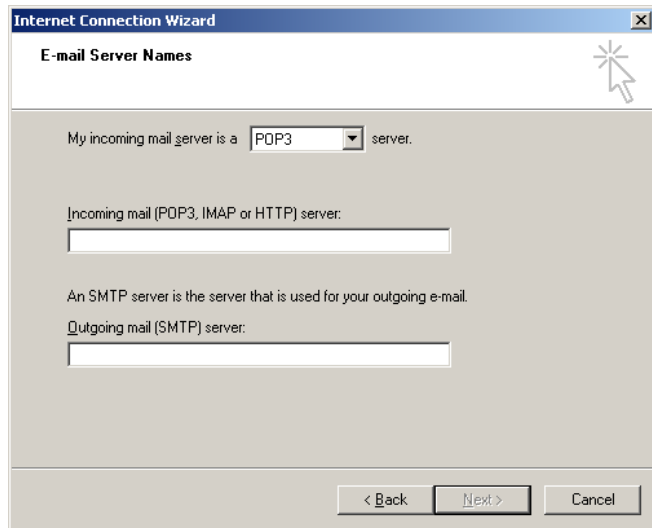 Internet Connection Wizard
E-mail Server Names
My incoming mail server is a POP3 server.
Incoming mail (POP3, IMAP or HTTP) server:
An SMTP server is the server that is used for your outgoing e-mail.
Outgoing mail (SMTP) server:
< Back Next > Cancel